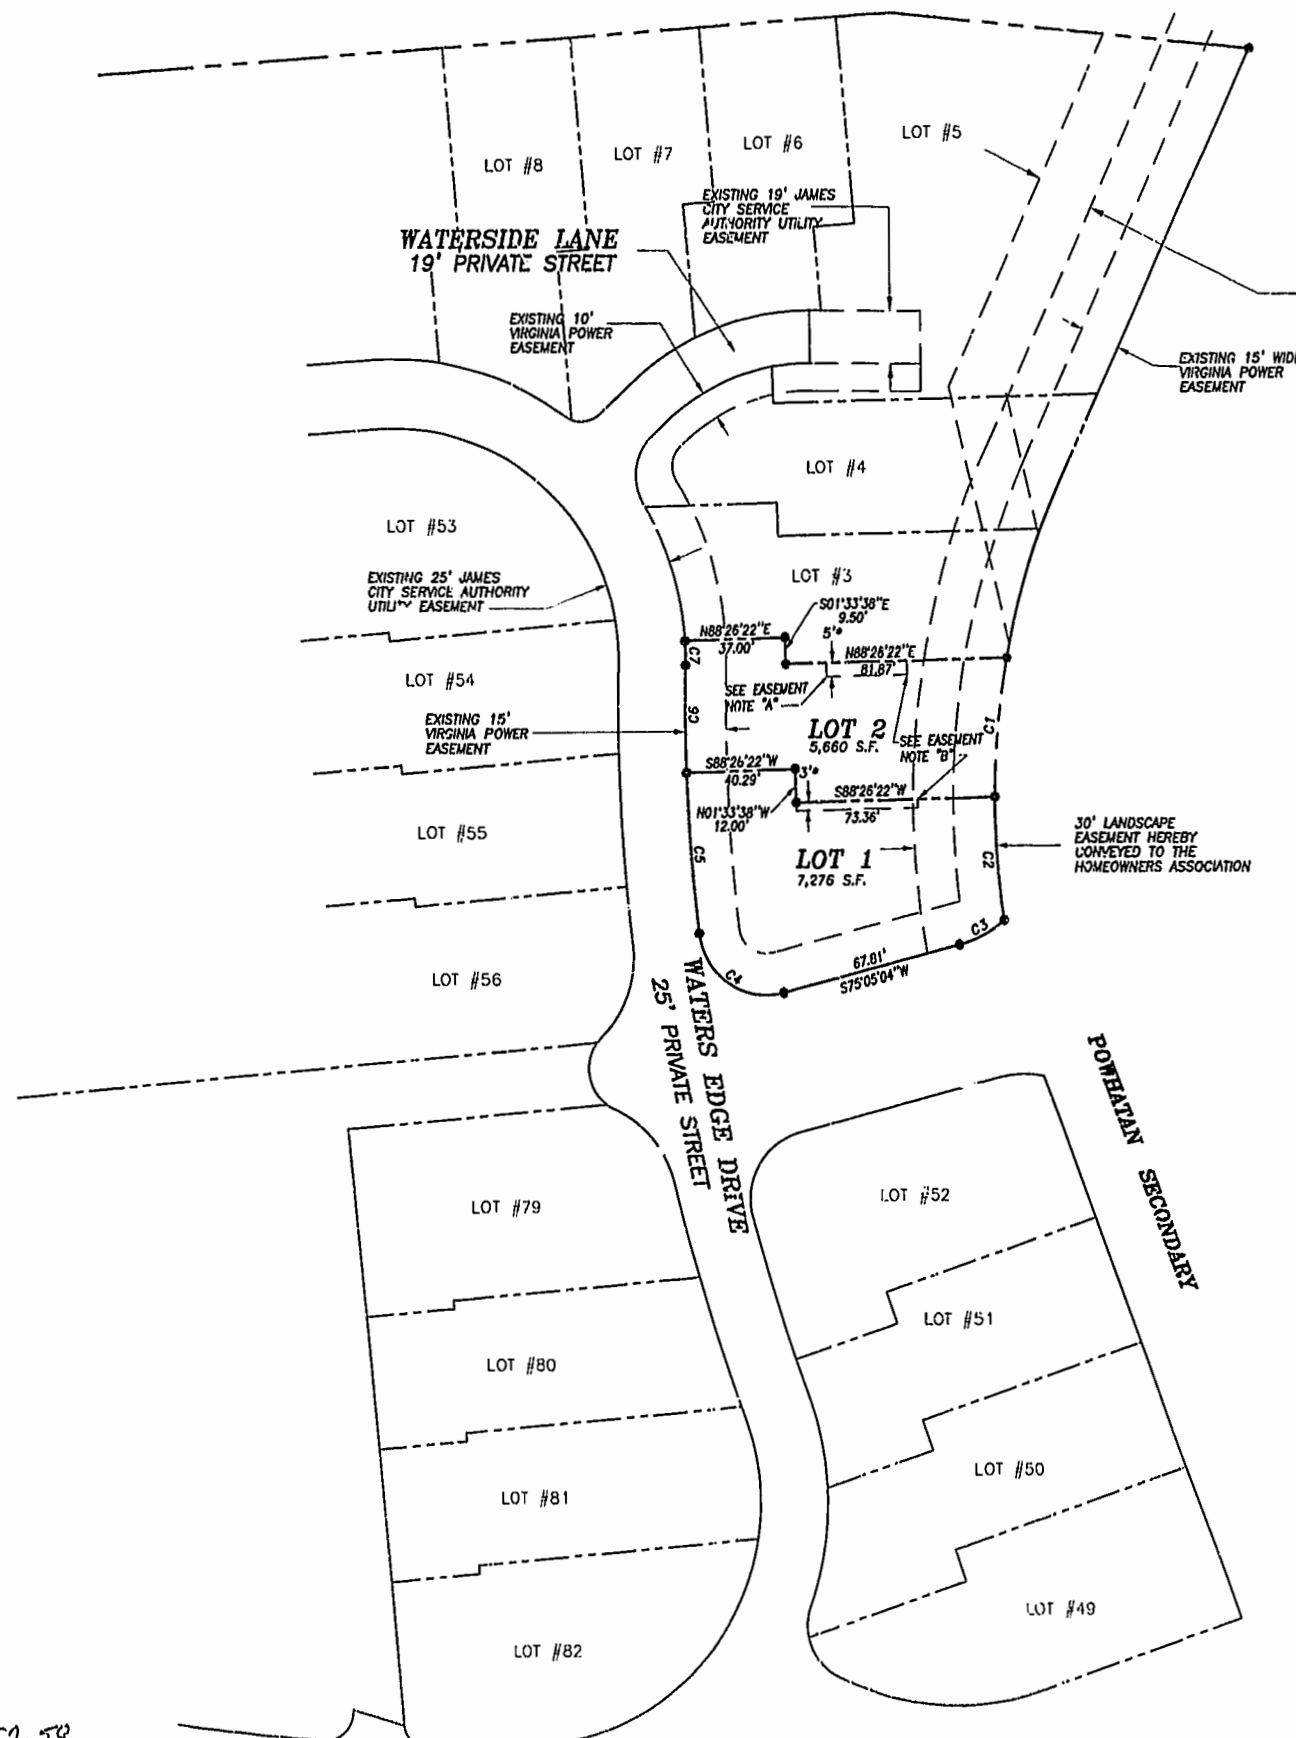 LOT #5
LOT #6
LOT #7
LOT #8
EXISTING 19' JAMES
CITY SERVICE
AUTHORITY UTILITY
EASEMENT
WATERSIDE LANE
19' PRIVATE STREET
EXISTING 10'
VIRGINIA POWER
EASEMENT
EXISTING 15' WIDE
VIRGINIA POWER
EASEMENT
LOT #4
LOT #53
EXISTING 25' JAMES
CITY SERVICE AUTHORITY
UTILITY EASEMENT
LOT #3
S01°33'38"E
9.50'
N88°26'22"E
37.00'
5'*
N88°26'22"E
81.87'
C7
LOT #54
SEE EASEMENT
NOTE "A"
C6
EXISTING 15'
VIRGINIA POWER
EASEMENT
LOT 2
5,660 S.F.
SEE EASEMENT
NOTE "B"
C1
S88°26'22"W
40.29'
3'*
S88°26'22"W
73.36'
N01°33'38"W
12.00'
LOT #55
30' LANDSCAPE
EASEMENT HEREBY
CONVEYED TO THE
HOMEOWNERS ASSOCIATION
C5
LOT 1
7,276 S.F.
C2
C3
C4
67.81'
S75°05'04"W
LOT #56
WATERS EDGE DRIVE
25' PRIVATE STREET
POWHATAN SECONDARY
LOT #79
LOT #52
LOT #51
LOT #80
LOT #50
LOT #81
LOT #49
LOT #82